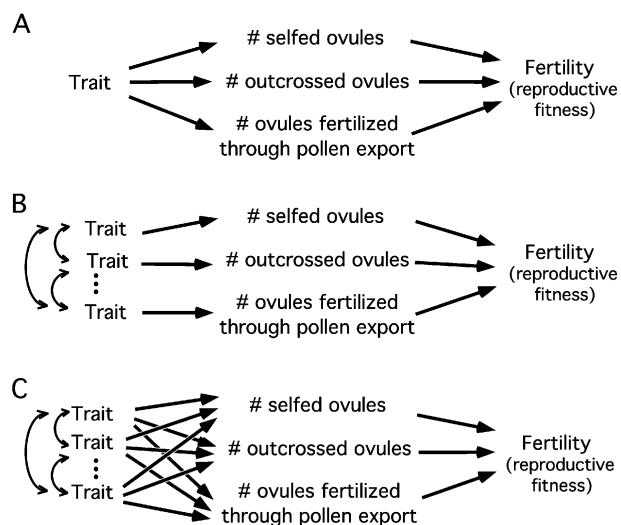 A
Trait
# selfed ovules
# outcrossed ovules
# ovules fertilized
through pollen export
Fertility
(reproductive
fitness)
B
Trait
Trait
Trait
# selfed ovules
# outcrossed ovules
# ovules fertilized
through pollen export
Fertility
(reproductive
fitness)
C
Trait
Trait
Trait
# selfed ovules
# outcrossed ovules
# ovules fertilized
through pollen export
Fertility
(reproductive
fitness)